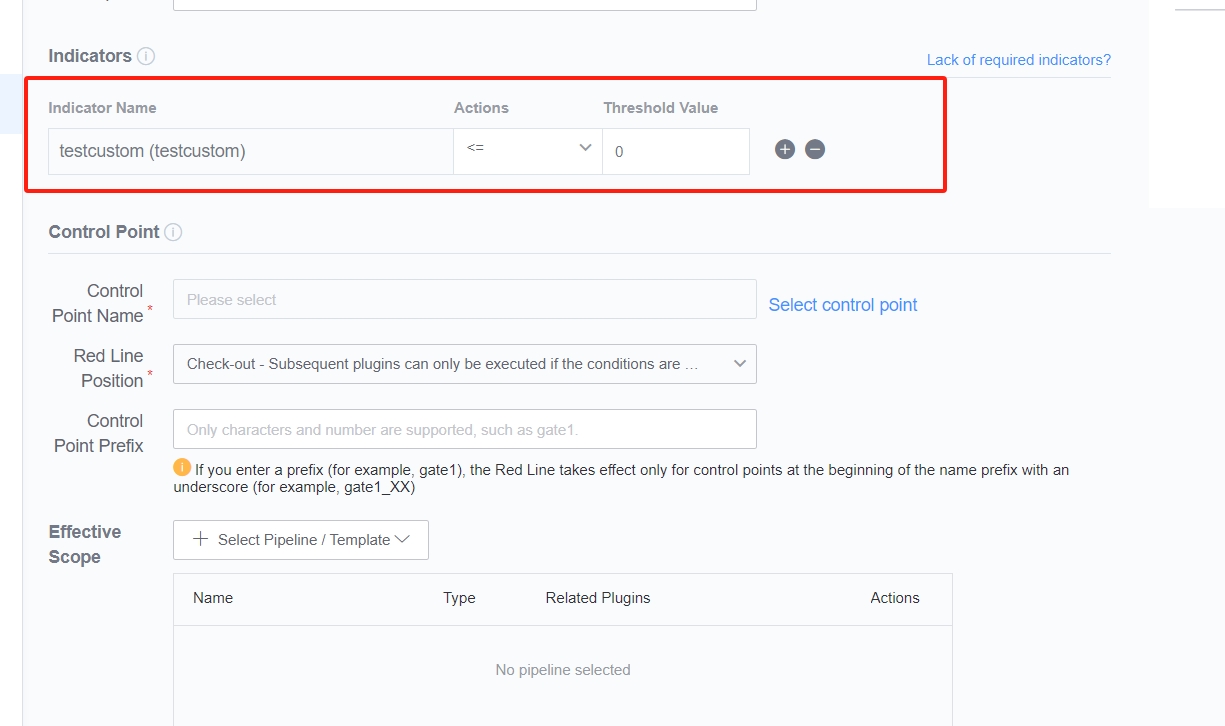 Indicators
Lack of required indicators?
Indicator Name Actions Threshold Value
testcustom (testcustom) <= 0
Control Point
Control
Point Name *
Please select
Select control point
Red Line
Position *
Check-out - Subsequent plugins can only be executed if the conditions are ...
Control
Point Prefix
Only characters and number are supported, such as gate1.
If you enter a prefix (for example, gate1), the Red Line takes effect only for control points at the beginning of the name prefix with an
underscore (for example, gate1_XX)
Effective
Scope
Select Pipeline / Template
Name Type Related Plugins Actions
No pipeline selected